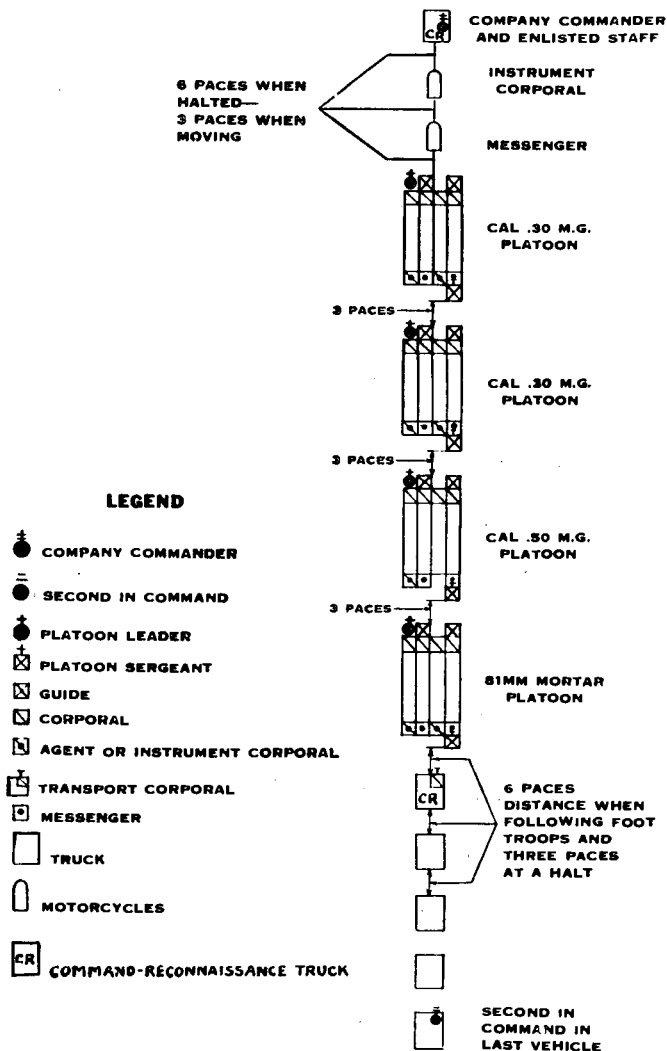 CR
COMPANY COMMANDER
AND ENLISTED STAFF
6 PACES WHEN
HALTED—
3 PACES WHEN
MOVING
INSTRUMENT
CORPORAL
MESSENGER
CAL .30 M.G.
PLATOON
3 PACES
CAL .30 M.G.
PLATOON
3 PACES
CAL .50 M.G.
PLATOON
3 PACES
81MM MORTAR
PLATOON
CR
6 PACES
DISTANCE WHEN
FOLLOWING FOOT
TROOPS AND
THREE PACES
AT A HALT
SECOND IN
COMMAND IN
LAST VEHICLE
LEGEND
COMPANY COMMANDER
SECOND IN COMMAND
PLATOON LEADER
PLATOON SERGEANT
GUIDE
CORPORAL
AGENT OR INSTRUMENT CORPORAL
TRANSPORT CORPORAL
MESSENGER
TRUCK
MOTORCYCLES
CR COMMAND-RECONNAISSANCE TRUCK